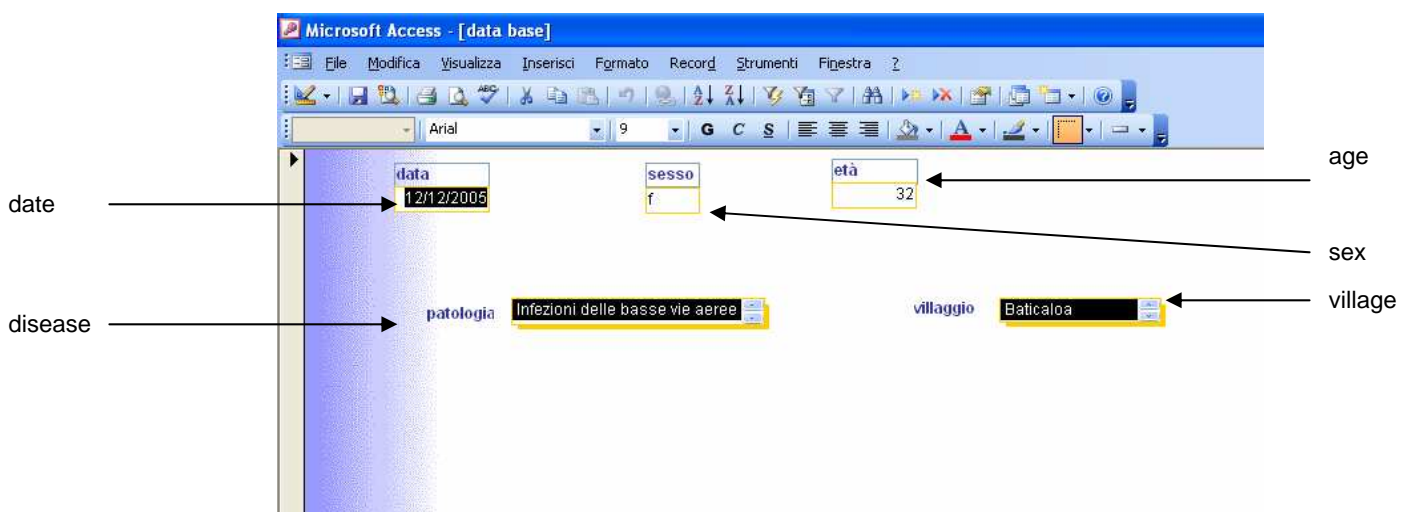 Microsoft Access - [data base]
File Modifica Visualizza Inserisci Formato Record Strumenti Finestra ?
Arial 9 G C S
age
data sesso età
date 12/12/2005 f 32
sex
village
patologia Infezioni delle basse vie aeree villaggio Baticaloa
disease